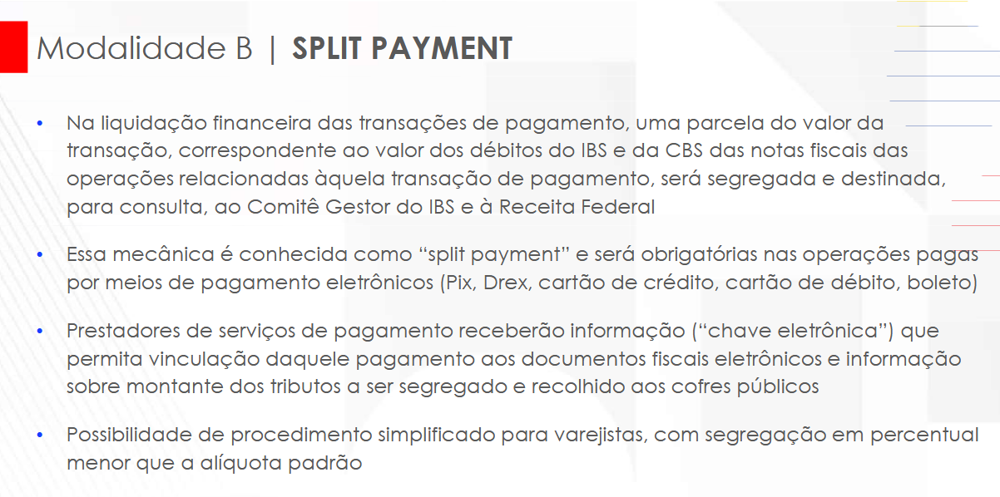 Modalidade B | SPLIT PAYMENT
• Na liquidação financeira das transações de pagamento, uma parcela do valor da
transação, correspondente ao valor dos débitos do IBS e da CBS das notas fiscais das
operações relacionadas àquela transação de pagamento, será segregada e destinada,
para consulta, ao Comitê Gestor do IBS e à Receita Federal
• Essa mecânica é conhecida como “split payment” e será obrigatórias nas operações pagas
por meios de pagamento eletrônicos (Pix, Drex, cartão de crédito, cartão de débito, boleto)
• Prestadores de serviços de pagamento receberão informação (“chave eletrônica”) que
permita vinculação daquele pagamento aos documentos fiscais eletrônicos e informação
sobre montante dos tributos a ser segregado e recolhido aos cofres públicos
• Possibilidade de procedimento simplificado para varejistas, com segregação em percentual
menor que a alíquota padrão